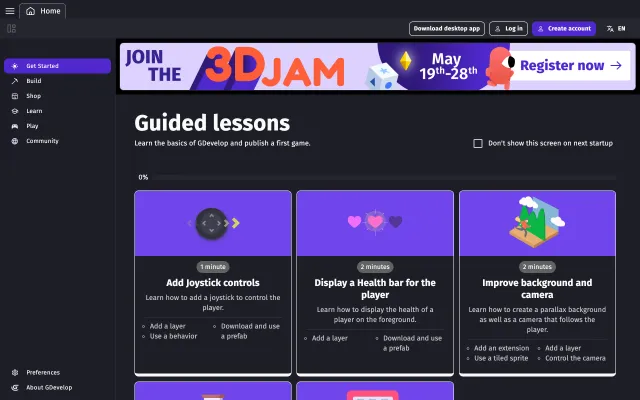 Home
Download desktop app
Log in
Create account
EN
Get Started
Build
Shop
Learn
Play
Community
Preferences
About GDevelop
JOIN
THE
3D JAM
May
19th-28th
Register now
Guided lessons
Learn the basics of GDevelop and publish a first game.
Don't show this screen on next startup
0%
1 minute
Add Joystick controls
Learn how to add a joystick to control the
player.
Add a layer
Use a behavior
Download and use
a prefab
2 minutes
Display a Health bar for the
player
Learn how to display the health of a
player on the foreground.
Add a layer
Download and use
a prefab
2 minutes
Improve background and
camera
Learn how to create a parallax background
as well as a camera that follows the
player.
Add an extension
Use a tiled sprite
Add a layer
Control the camera